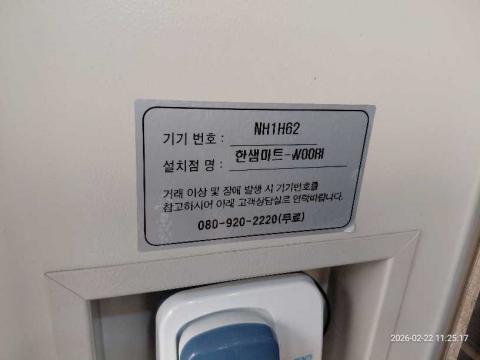 기기 번호 : NH1H62
설치점 명 : 한샘마트-WOORI
거래 이상 및 장애 발생 시 기기번호를
참고하시어 아래 고객상담실로 연락바랍니다.
080-920-2220(무료)
2026-02-22 11:25:17